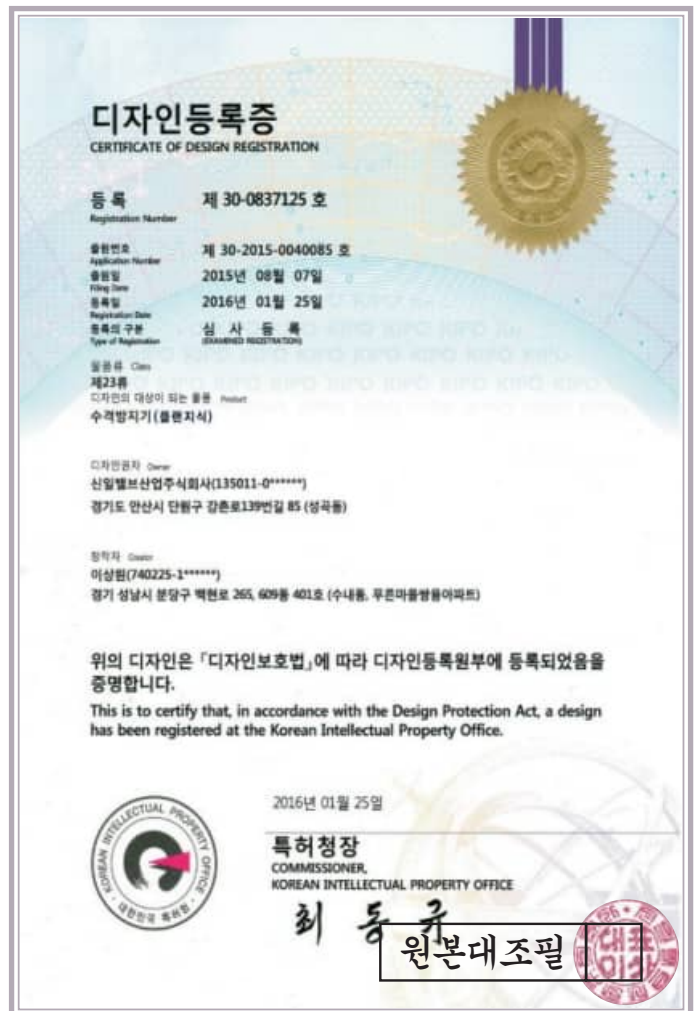 디자인등록증
CERTIFICATE OF DESIGN REGISTRATION
등 록 제 30-0837125 호
Registration Number
출원번호 제 30-2015-0040085 호
Application Number
출원일 2015년 08월 07일
Filing Date
등록일 2016년 01월 25일
Registration Date
등록의 구분 심 사 등 록
Type of Registration (EXAMINED REGISTRATION)
물품류 Class
제23류
디자인의 대상이 되는 물품 Product
수격방지기(플랜지식)
디자인권자 Owner
신일밸브산업주식회사(135011-0******)
경기도 안산시 단원구 강촌로139번길 85 (성곡동)
창작자 Creator
이상원(740225-1******)
경기 성남시 분당구 백현로 265, 609동 401호 (수내동, 푸른마을쌍용아파트)
위의 디자인은 「디자인보호법」에 따라 디자인등록원부에 등록되었음을
증명합니다.
This is to certify that, in accordance with the Design Protection Act, a design
has been registered at the Korean Intellectual Property Office.
2016년 01월 25일
특허청장
COMMISSIONER,
KOREAN INTELLECTUAL PROPERTY OFFICE
최 동 규
KOREAN INTELLECTUAL PROPERTY OFFICE
대한민국 특허청
원본대조필
대표